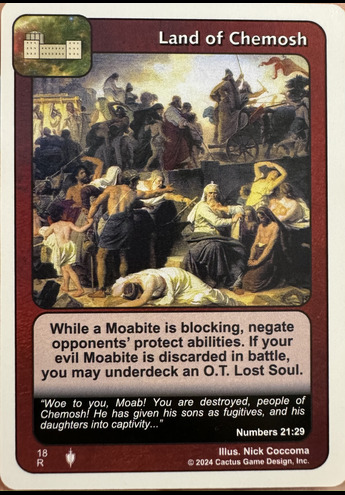 Land of Chemosh
While a Moabite is blocking, negate
opponents' protect abilities. If your
evil Moabite is discarded in battle,
you may underdeck an O.T. Lost Soul.
"Woe to you, Moab! You are destroyed, people of
Chemosh! He has given his sons as fugitives, and his
daughters into captivity..."
Numbers 21:29
18
R
Illus. Nick Coccoma
© 2024 Cactus Game Design, Inc.